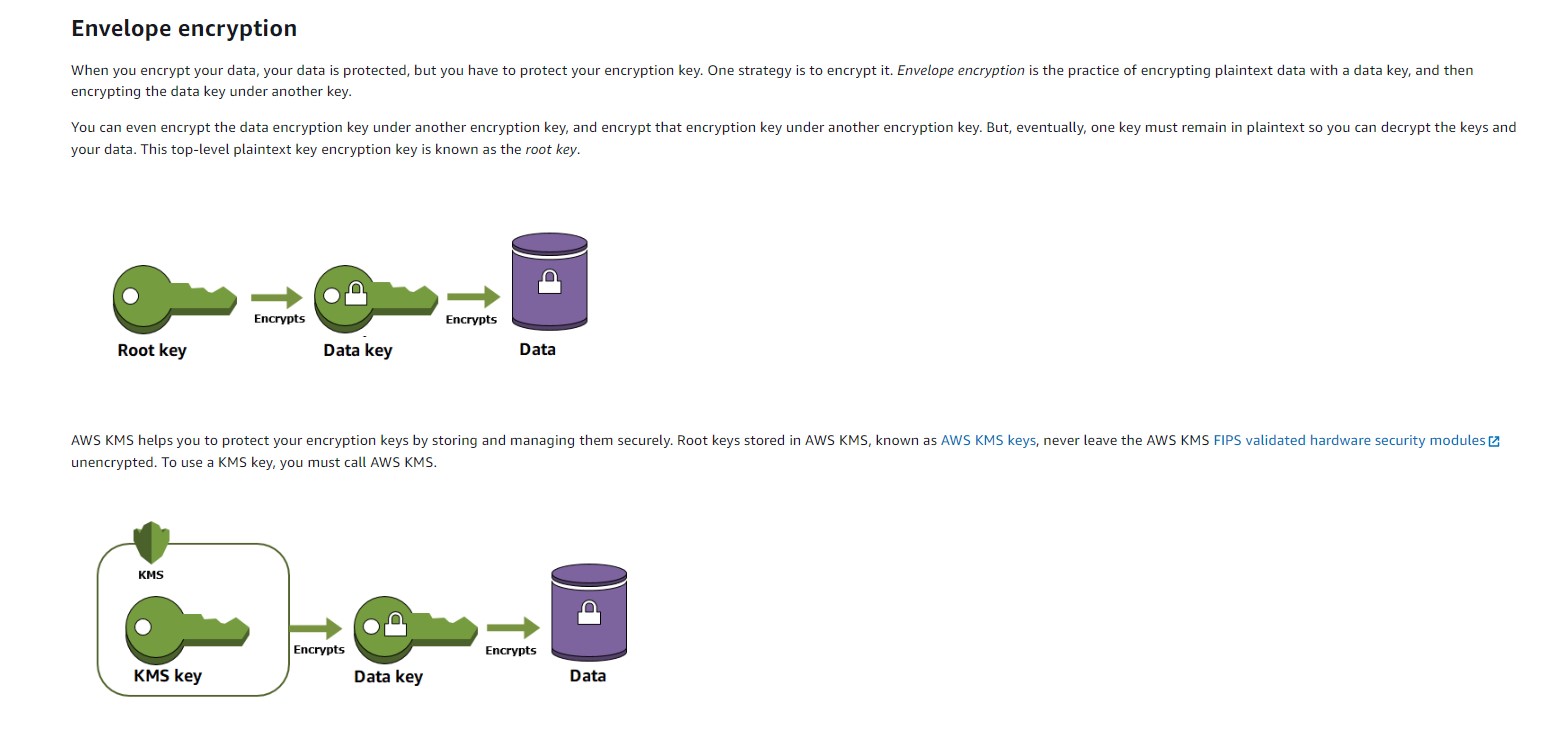 Envelope encryption
When you encrypt your data, your data is protected, but you have to protect your encryption key. One strategy is to encrypt it. Envelope encryption is the practice of encrypting plaintext data with a data key, and then
encrypting the data key under another key.
You can even encrypt the data encryption key under another encryption key, and encrypt that encryption key under another encryption key. But, eventually, one key must remain in plaintext so you can decrypt the keys and
your data. This top-level plaintext key encryption key is known as the root key.
Encrypts
Encrypts
Root key
Data key
Data
AWS KMS helps you to protect your encryption keys by storing and managing them securely. Root keys stored in AWS KMS, known as AWS KMS keys, never leave the AWS KMS FIPS validated hardware security modules
unencrypted. To use a KMS key, you must call AWS KMS.
KMS
Encrypts
Encrypts
KMS key
Data key
Data